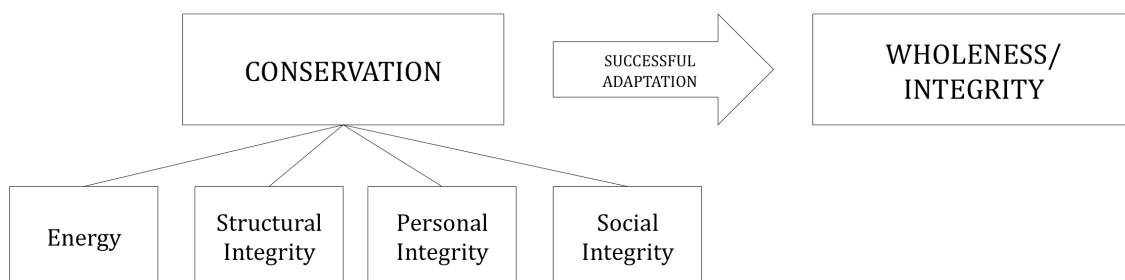 CONSERVATION
SUCCESSFUL
ADAPTATION
WHOLENESS/
INTEGRITY
Energy
Structural
Integrity
Personal
Integrity
Social
Integrity